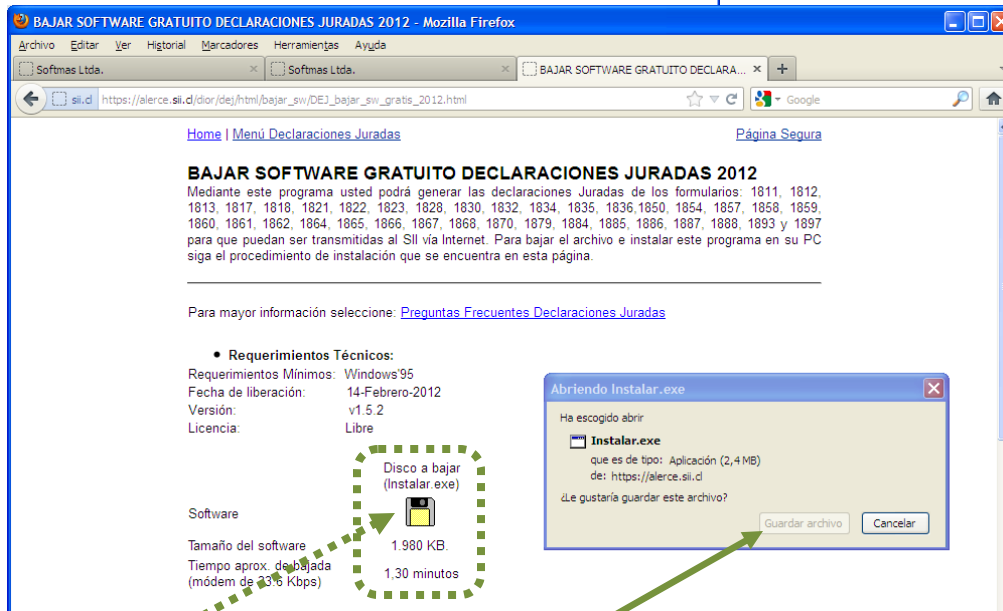 BAJAR SOFTWARE GRATUITO DECLARACIONES JURADAS 2012 - Mozilla Firefox
Archivo Editar Ver Historial Marcadores Herramientas Ayuda
Softmas Ltda. Softmas Ltda. BAJAR SOFTWARE GRATUITO DECLARA...
sii.cl https://alerce.sii.cl/dior/dej/html/bajar_sw/DEJ_bajar_sw_gratis_2012.html Google
Home | Menú Declaraciones Juradas Página Segura
BAJAR SOFTWARE GRATUITO DECLARACIONES JURADAS 2012
Mediante este programa usted podrá generar las declaraciones Juradas de los formularios: 1811, 1812,
1813, 1817, 1818, 1821, 1822, 1823, 1828, 1830, 1832, 1834, 1835, 1836,1850, 1854, 1857, 1858, 1859,
1860, 1861, 1862, 1864, 1865, 1866, 1867, 1868, 1870, 1879, 1884, 1885, 1886, 1887, 1888, 1893 y 1897
para que puedan ser transmitidas al SII vía Internet. Para bajar el archivo e instalar este programa en su PC
siga el procedimiento de instalación que se encuentra en esta página.
Para mayor información seleccione: Preguntas Frecuentes Declaraciones Juradas
• Requerimientos Técnicos:
Requerimientos Mínimos: Windows'95
Fecha de liberación: 14-Febrero-2012
Versión: v1.5.2
Licencia: Libre
Disco a bajar
(Instalar.exe)
Software
Tamaño del software 1.980 KB.
Tiempo aprox. de bajada
(módem de 33.6 Kbps) 1,30 minutos
Abriendo Instalar.exe
Ha escogido abrir
Instalar.exe
que es de tipo: Aplicación (2,4 MB)
de: https://alerce.sii.cl
¿Le gustaría guardar este archivo?
Guardar archivo Cancelar